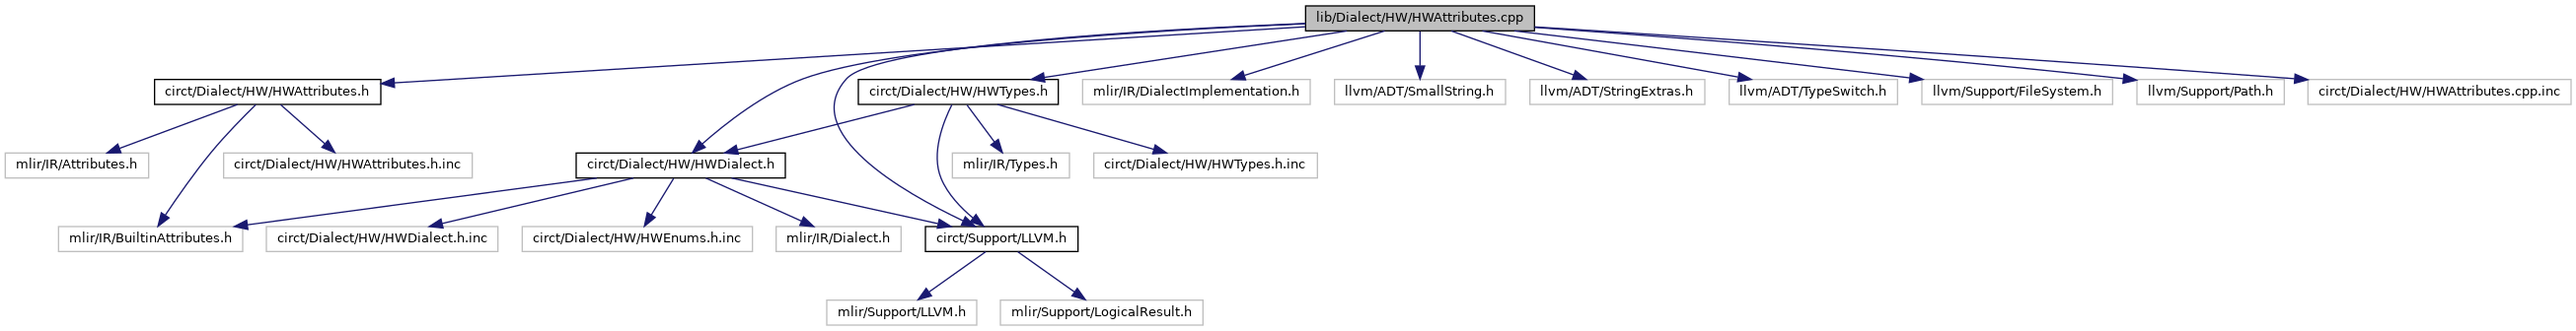 lib/Dialect/HW/HWAttributes.cpp
circt/Dialect/HW/HWAttributes.h
circt/Dialect/HW/HWTypes.h
mlir/IR/DialectImplementation.h
llvm/ADT/SmallString.h
llvm/ADT/StringExtras.h
llvm/ADT/TypeSwitch.h
llvm/Support/FileSystem.h
llvm/Support/Path.h
circt/Dialect/HW/HWAttributes.cpp.inc
mlir/IR/Attributes.h
circt/Dialect/HW/HWAttributes.h.inc
circt/Dialect/HW/HWDialect.h
mlir/IR/Types.h
circt/Dialect/HW/HWTypes.h.inc
mlir/IR/BuiltinAttributes.h
circt/Dialect/HW/HWDialect.h.inc
circt/Dialect/HW/HWEnums.h.inc
mlir/IR/Dialect.h
circt/Support/LLVM.h
mlir/Support/LLVM.h
mlir/Support/LogicalResult.h